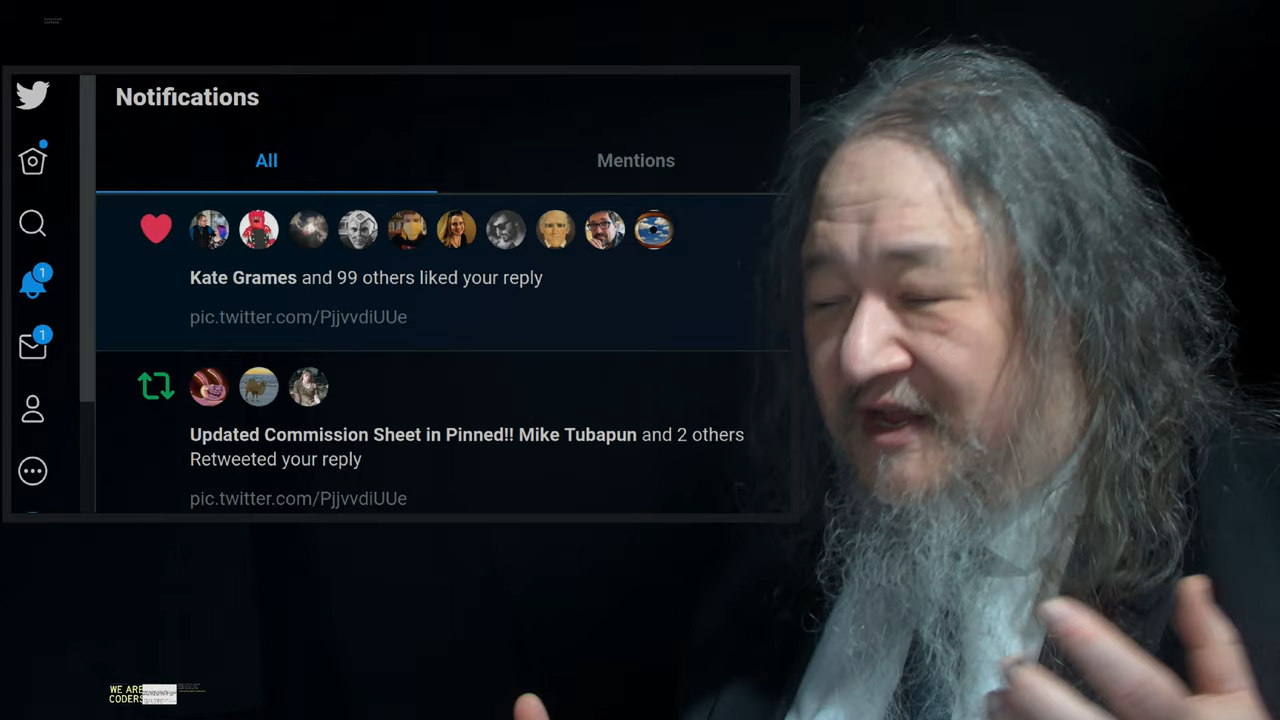 Notifications
All
Mentions
Kate Grames and 99 others liked your reply
1
pic.twitter.com/PjjvvdiUUe
1
Updated Commission Sheet in Pinned!! Mike Tubapun and 2 others
Retweeted your reply
pic.twitter.com/PjjvvdiUUe
WE ARE
CODERS